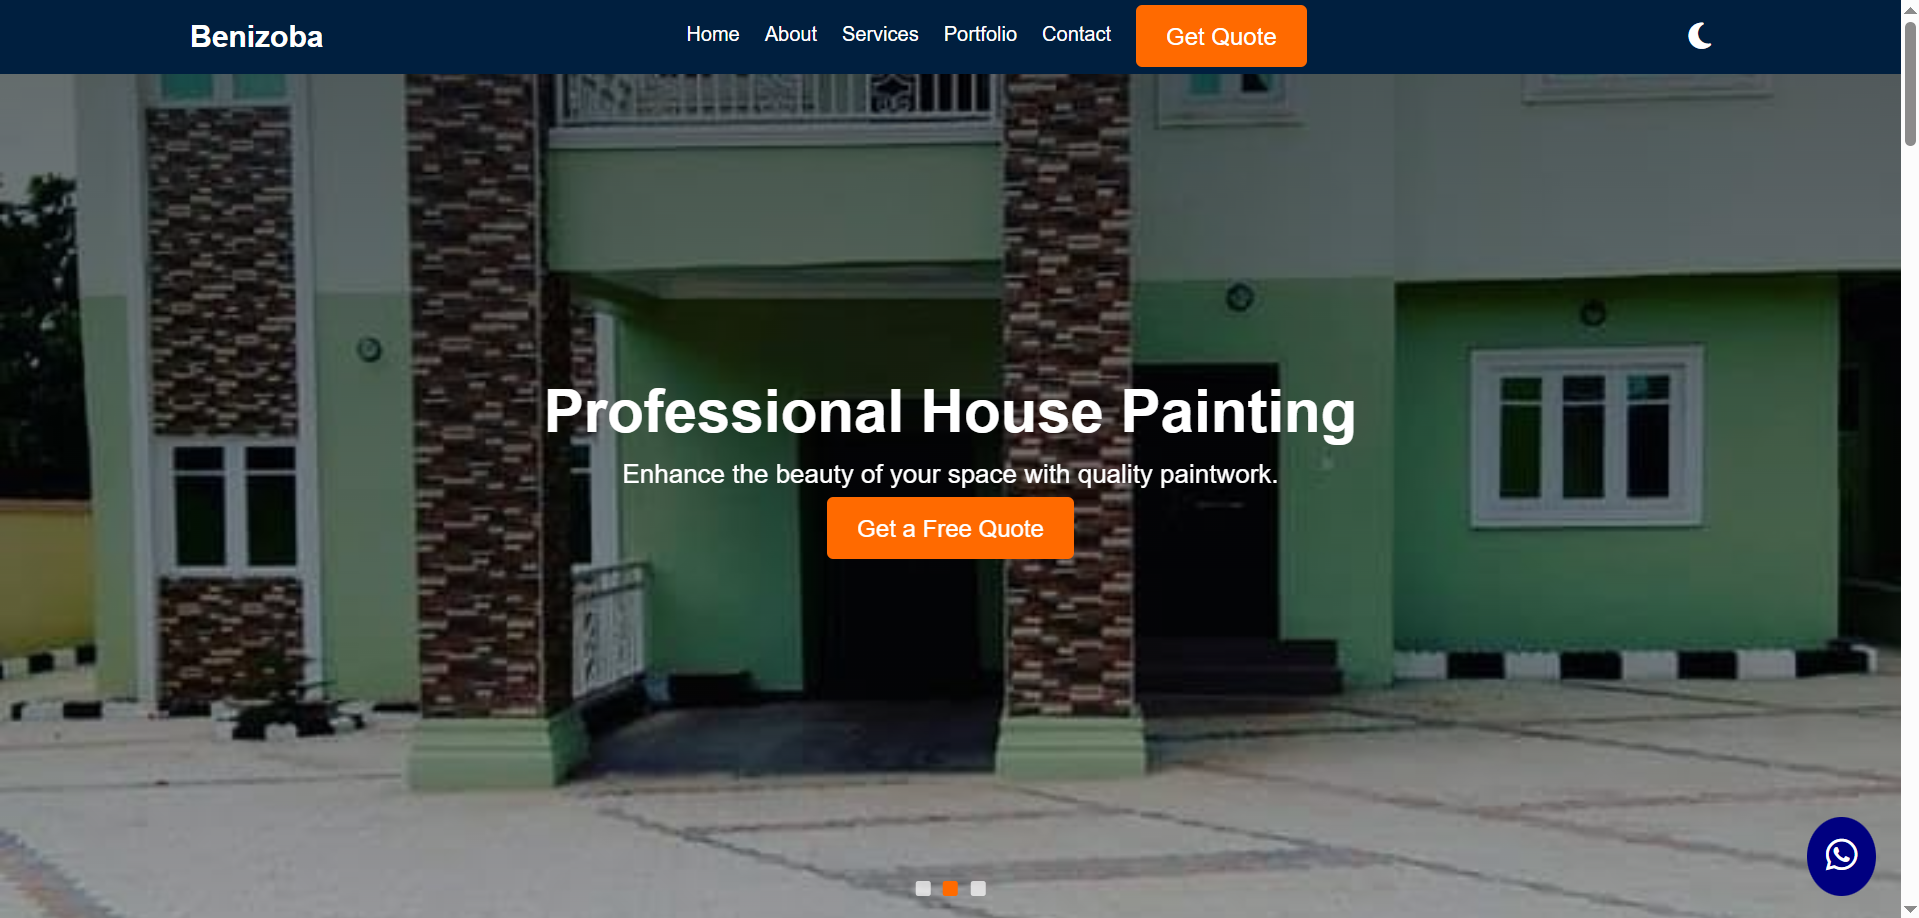 Benizoba
Home About Services Portfolio Contact Get Quote
Professional House Painting
Enhance the beauty of your space with quality paintwork.
Get a Free Quote